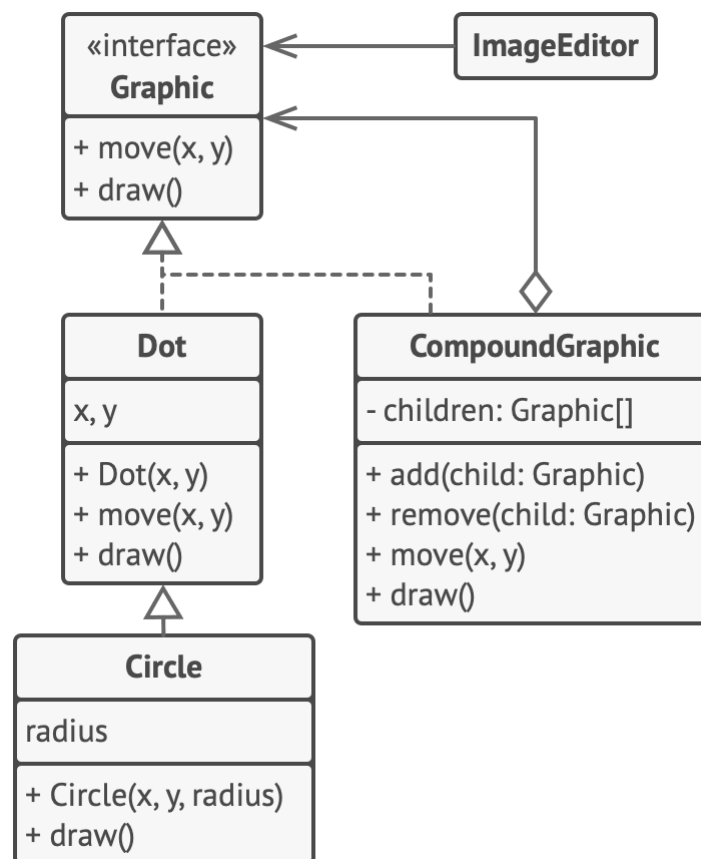 «interface»
Graphic
+ move(x, y)
+ draw()
ImageEditor
Dot
x, y
+ Dot(x, y)
+ move(x, y)
+ draw()
CompoundGraphic
- children: Graphic[]
+ add(child: Graphic)
+ remove(child: Graphic)
+ move(x, y)
+ draw()
Circle
radius
+ Circle(x, y, radius)
+ draw()